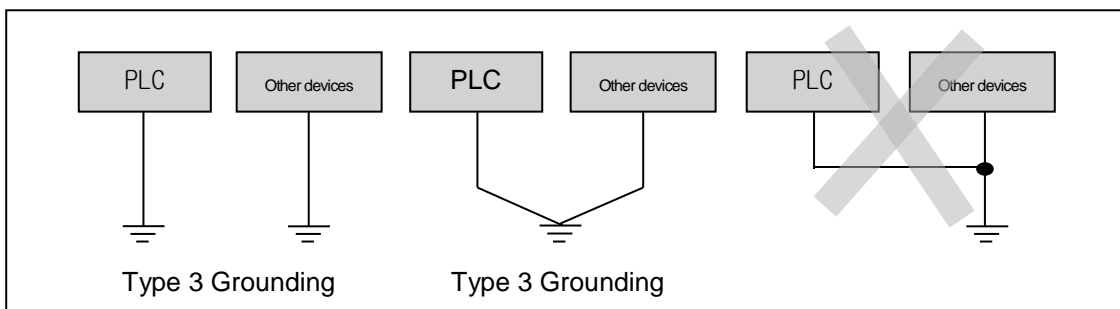 PLC Other devices PLC Other devices PLC Other devices
Type 3 Grounding Type 3 Grounding